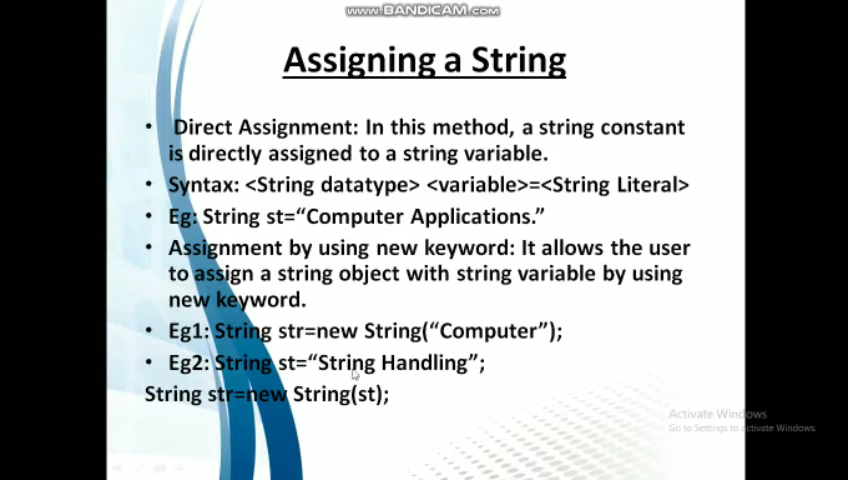 www.BANDICAM.com
Assigning a String
• Direct Assignment: In this method, a string constant
is directly assigned to a string variable.
• Syntax: <String datatype> <variable>=<String Literal>
• Eg: String st=“Computer Applications.”
• Assignment by using new keyword: It allows the user
to assign a string object with string variable by using
new keyword.
• Eg1: String str=new String(“Computer”);
• Eg2: String st=“String Handling”;
String str=new String(st);
Activate Windows
Go to Settings to activate Windows.